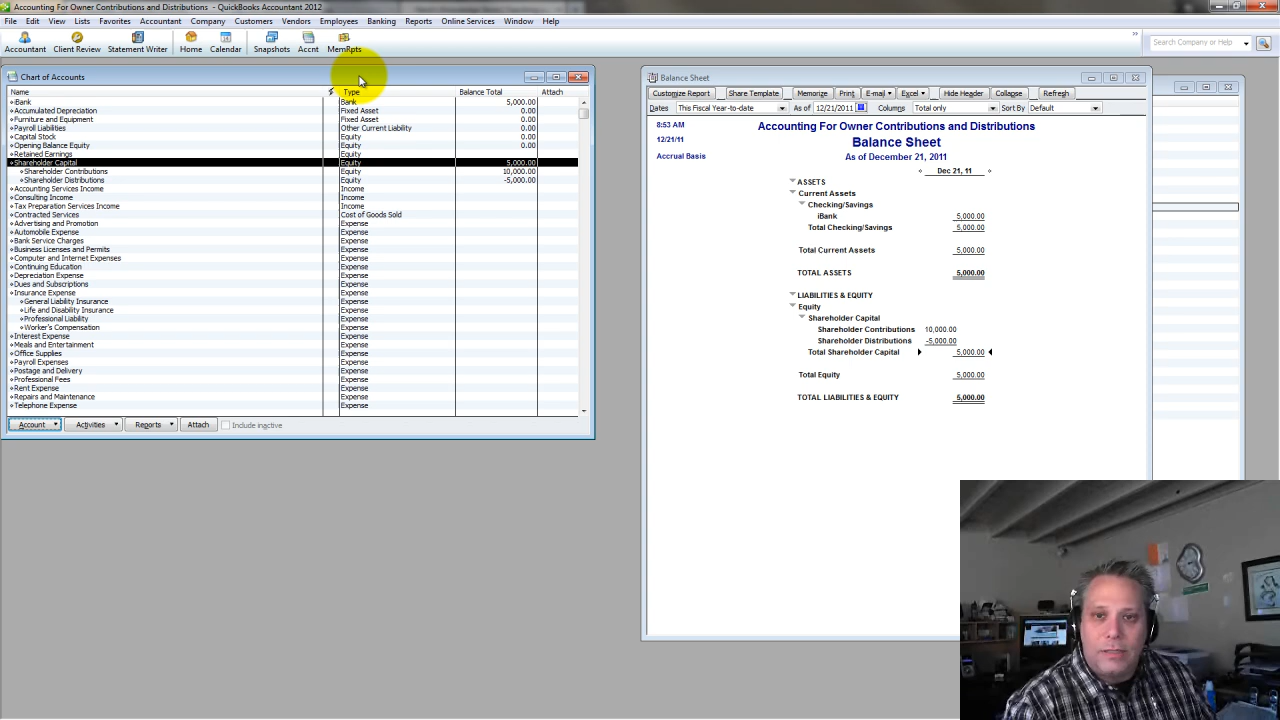 Accounting For Owner Contributions and Distributions - QuickBooks Accountant 2012
File Edit View Lists Favorites Accountant Company Customers Vendors Employees Banking Reports Online Services Window Help
Accountant Client Review Statement Writer Home Calendar Snapshots Accnt MemRpts
Search Company or Help
Chart of Accounts
Name Type Balance Total Attach
iBank Bank 5,000.00
Accumulated Depreciation Fixed Asset 0.00
Furniture and Equipment Fixed Asset 0.00
Payroll Liabilities Other Current Liability 0.00
Capital Stock Equity 0.00
Opening Balance Equity Equity 0.00
Retained Earnings Equity
Shareholder Capital Equity 5,000.00
Shareholder Contributions Equity 10,000.00
Shareholder Distributions Equity -5,000.00
Accounting Services Income Income
Consulting Income Income
Tax Preparation Services Income Income
Contracted Services Cost of Goods Sold
Advertising and Promotion Expense
Automobile Expense Expense
Bank Service Charges Expense
Business Licenses and Permits Expense
Computer and Internet Expenses Expense
Continuing Education Expense
Depreciation Expense Expense
Dues and Subscriptions Expense
Insurance Expense Expense
General Liability Insurance Expense
Life and Disability Insurance Expense
Professional Liability Expense
Worker's Compensation Expense
Interest Expense Expense
Meals and Entertainment Expense
Office Supplies Expense
Payroll Expenses Expense
Postage and Delivery Expense
Professional Fees Expense
Rent Expense Expense
Repairs and Maintenance Expense
Telephone Expense Expense
Account Activities Reports Attach Include inactive
Balance Sheet
Customize Report Share Template Memorize Print E-mail Excel Hide Header Collapse Refresh
Dates This Fiscal Year-to-date As of 12/21/2011 Columns Total only Sort By Default
8:53 AM
12/21/11
Accrual Basis
Accounting For Owner Contributions and Distributions
Balance Sheet
As of December 21, 2011
Dec 21, 11
ASSETS
Current Assets
Checking/Savings
iBank 5,000.00
Total Checking/Savings 5,000.00
Total Current Assets 5,000.00
TOTAL ASSETS 5,000.00
LIABILITIES & EQUITY
Equity
Shareholder Capital
Shareholder Contributions 10,000.00
Shareholder Distributions -5,000.00
Total Shareholder Capital 5,000.00
Total Equity 5,000.00
TOTAL LIABILITIES & EQUITY 5,000.00